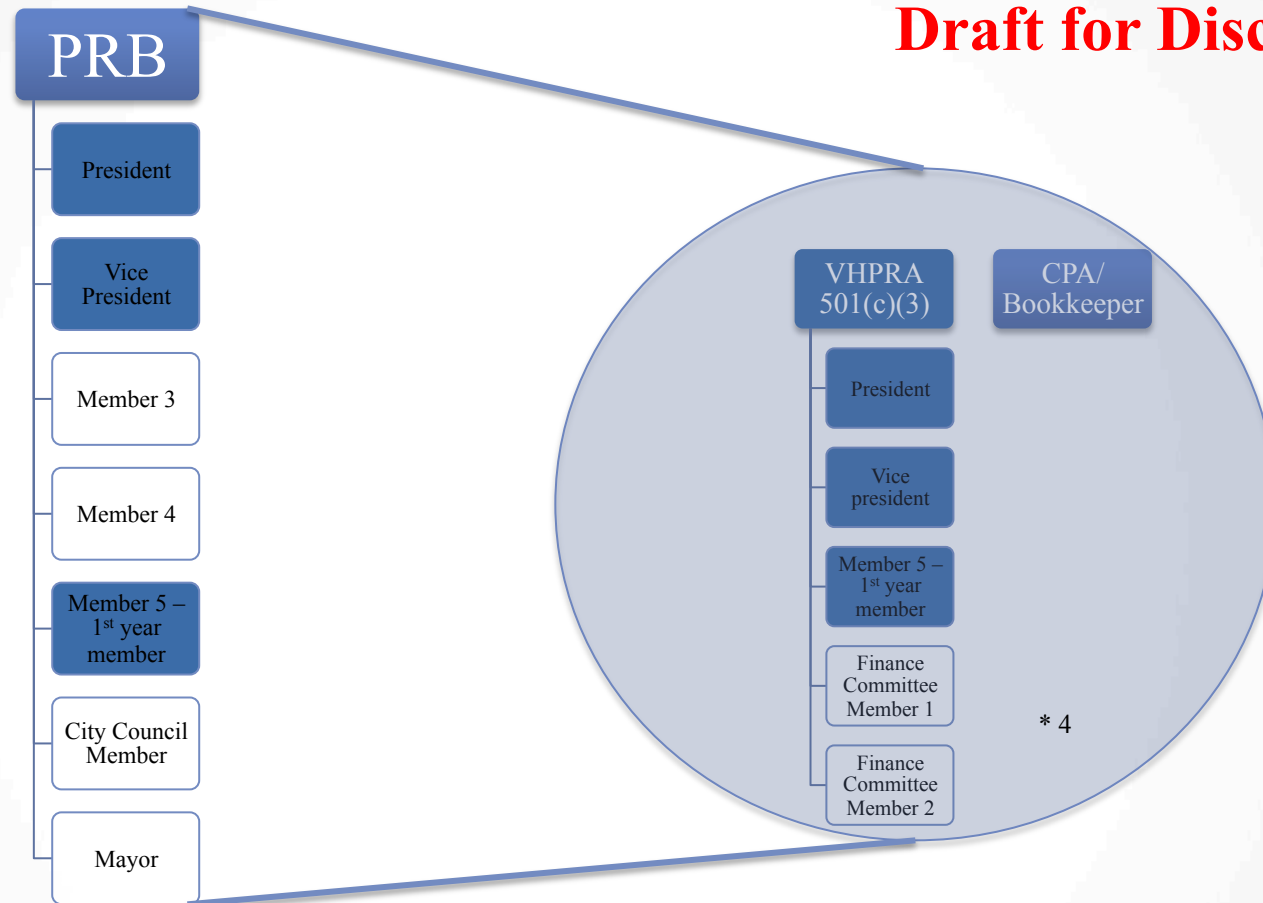 Draft for Disc
PRB
President
Vice
President
Member 3
Member 4
Member 5 –
1st year
member
City Council
Member
Mayor
VHPRA
501(c)(3)
CPA/
Bookkeeper
President
Vice
president
Member 5 –
1st year
member
Finance
Committee
Member 1
* 4
Finance
Committee
Member 2